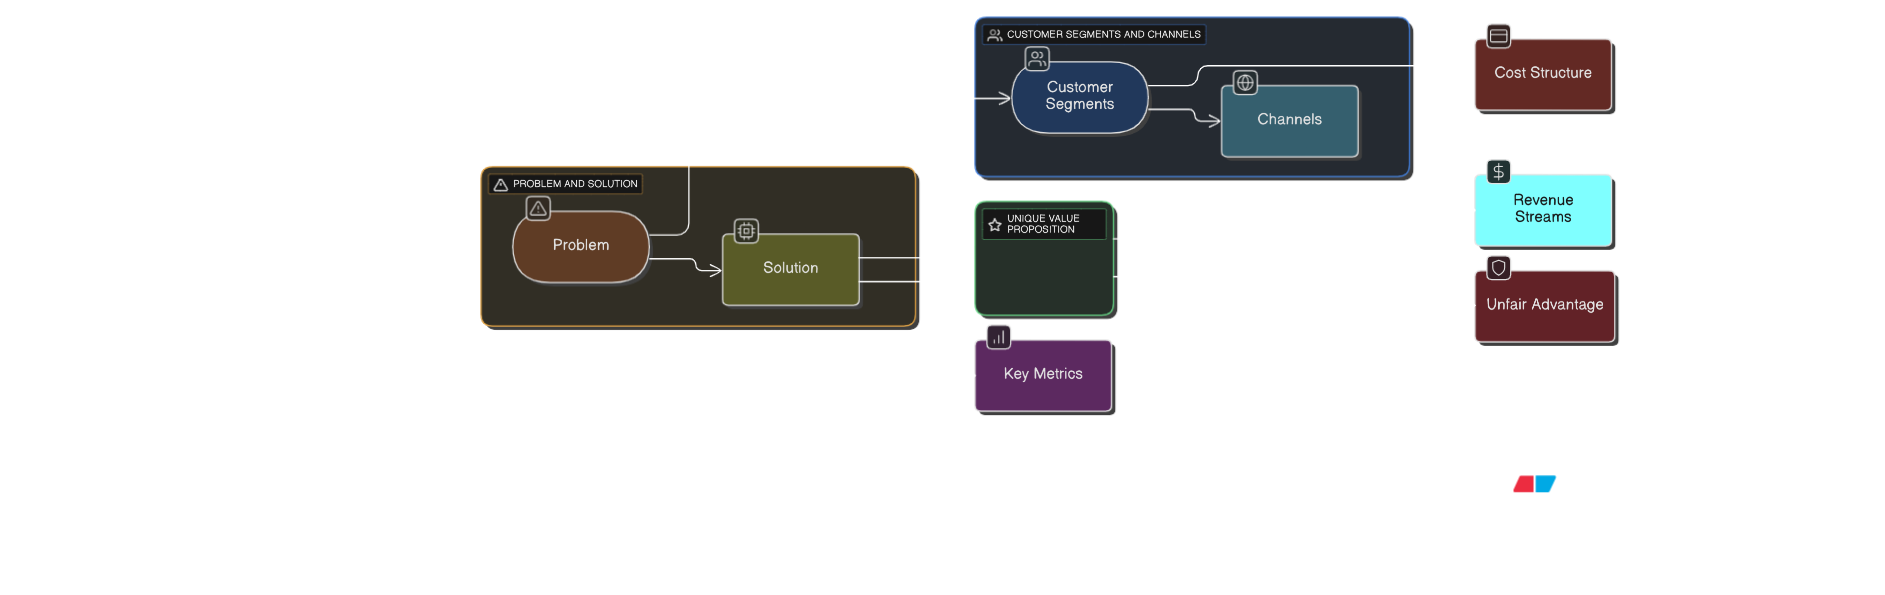 CUSTOMER SEGMENTS AND CHANNELS
Customer
Segments
Channels
Cost Structure
PROBLEM AND SOLUTION
Problem
Solution
UNIQUE VALUE
PROPOSITION
Revenue
Streams
Unfair Advantage
Key Metrics